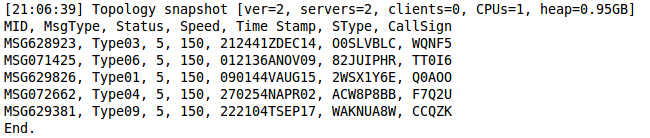 [21:06:39] Topology snapshot [ver=2, servers=2, clients=0, CPUs=1, heap=0.95GB]
MID, MsgType, Status, Speed, Time Stamp, SType, CallSign
MSG628923, Type03, 5, 150, 212441ZDEC14, O0SLVBLC, WQNF5
MSG071425, Type06, 5, 150, 012136ANOV09, 82JUIPHR, TT0I6
MSG629826, Type01, 5, 150, 090144VAUG15, 2WSX1Y6E, Q0AOO
MSG072662, Type04, 5, 150, 270254NAPR02, ACW8P8BB, F7Q2U
MSG629381, Type09, 5, 150, 222104TSEP17, WAKNUA8W, CCQZK
End.